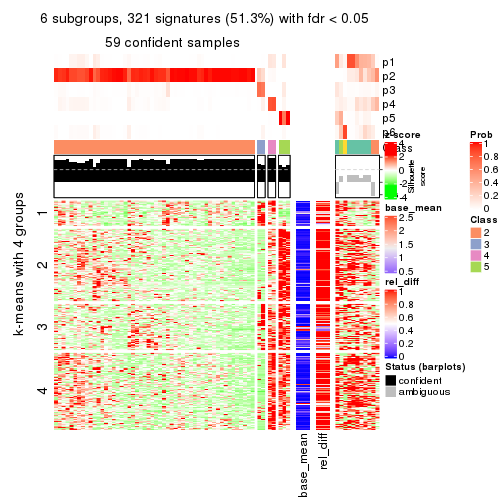 6 subgroups, 321 signatures (51.3%) with fdr < 0.05
59 confident samples
p1
p2
p3
p4
p5
p6
Class
z-score
4
2
0
-2
-4
Silhouette
score
Prob
1
0.8
0.6
0.4
0.2
0
Class
2
3
4
5
base_mean
2.5
2
1.5
1
0.5
rel_diff
1
0.8
0.6
0.4
0.2
0
Status (barplots)
confident
ambiguous
k-means with 4 groups
1
2
3
4
base_mean
rel_diff